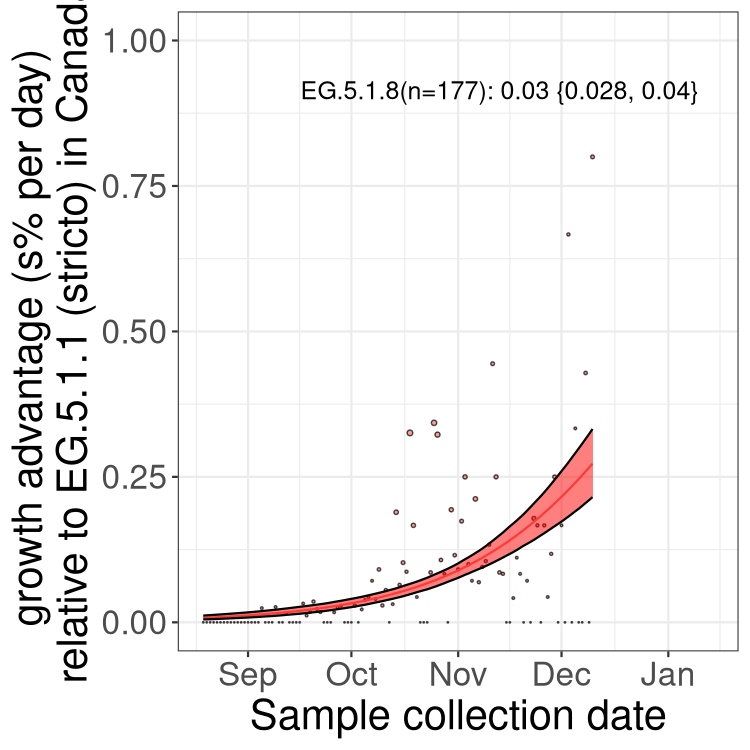 growth advantage (s% per day)
relative to EG.5.1.1 (stricto) in Canada
1.00
0.75
0.50
0.25
0.00
EG.5.1.8(n=177): 0.03 {0.028, 0.04}
Sep Oct Nov Dec Jan
Sample collection date